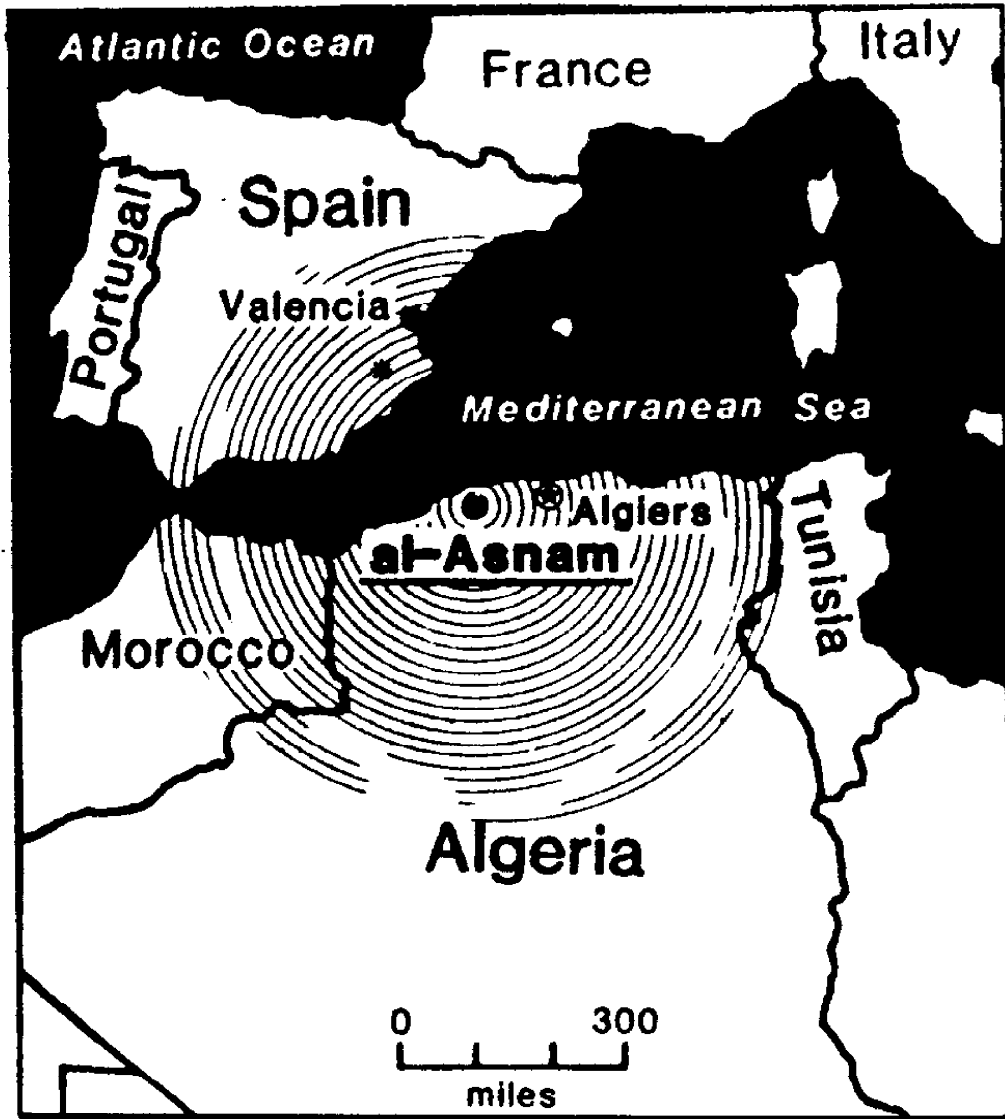 Atlantic Ocean
France
Italy
Spain
Portugal
Valencia
Mediterranean Sea
Algiers
al-Asnam
Tunisia
Morocco
Algeria
0 300
miles